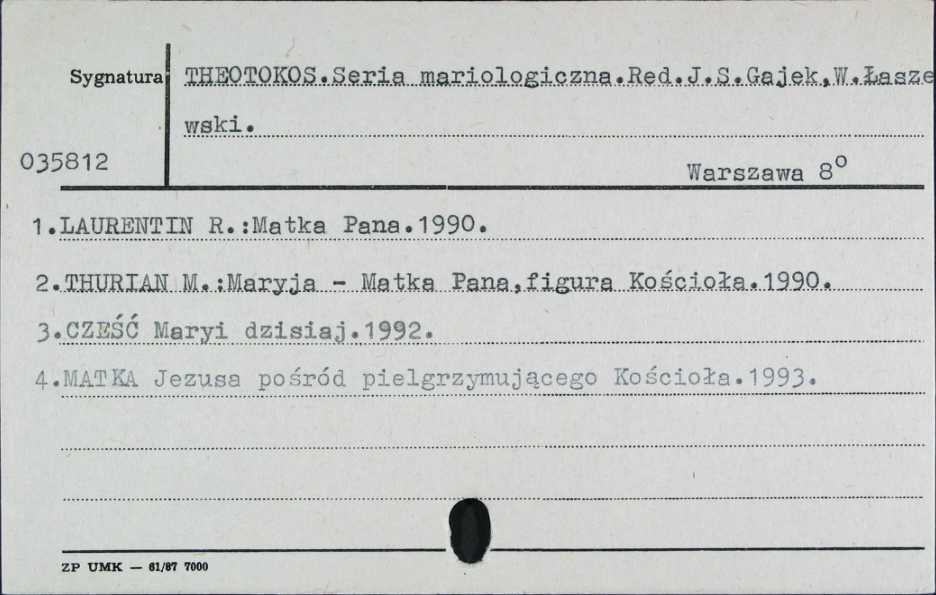 Sygnatura THEOTOKOS.Seria mariologiczna.Red.J.S.Gajek,W.Łasze
wski.
035812
Warszawa 8º
1.LAURENTIN R.:Matka Pana.1990.
2.THURIAN M.:Maryja - Matka Pana,figura Kościoła.1990.
3.CZEŚĆ Maryi dzisiaj.1992.
4.MATKA Jezusa pośród pielgrzymującego Kościoła.1993.
ZP UMK — 61/87 7000